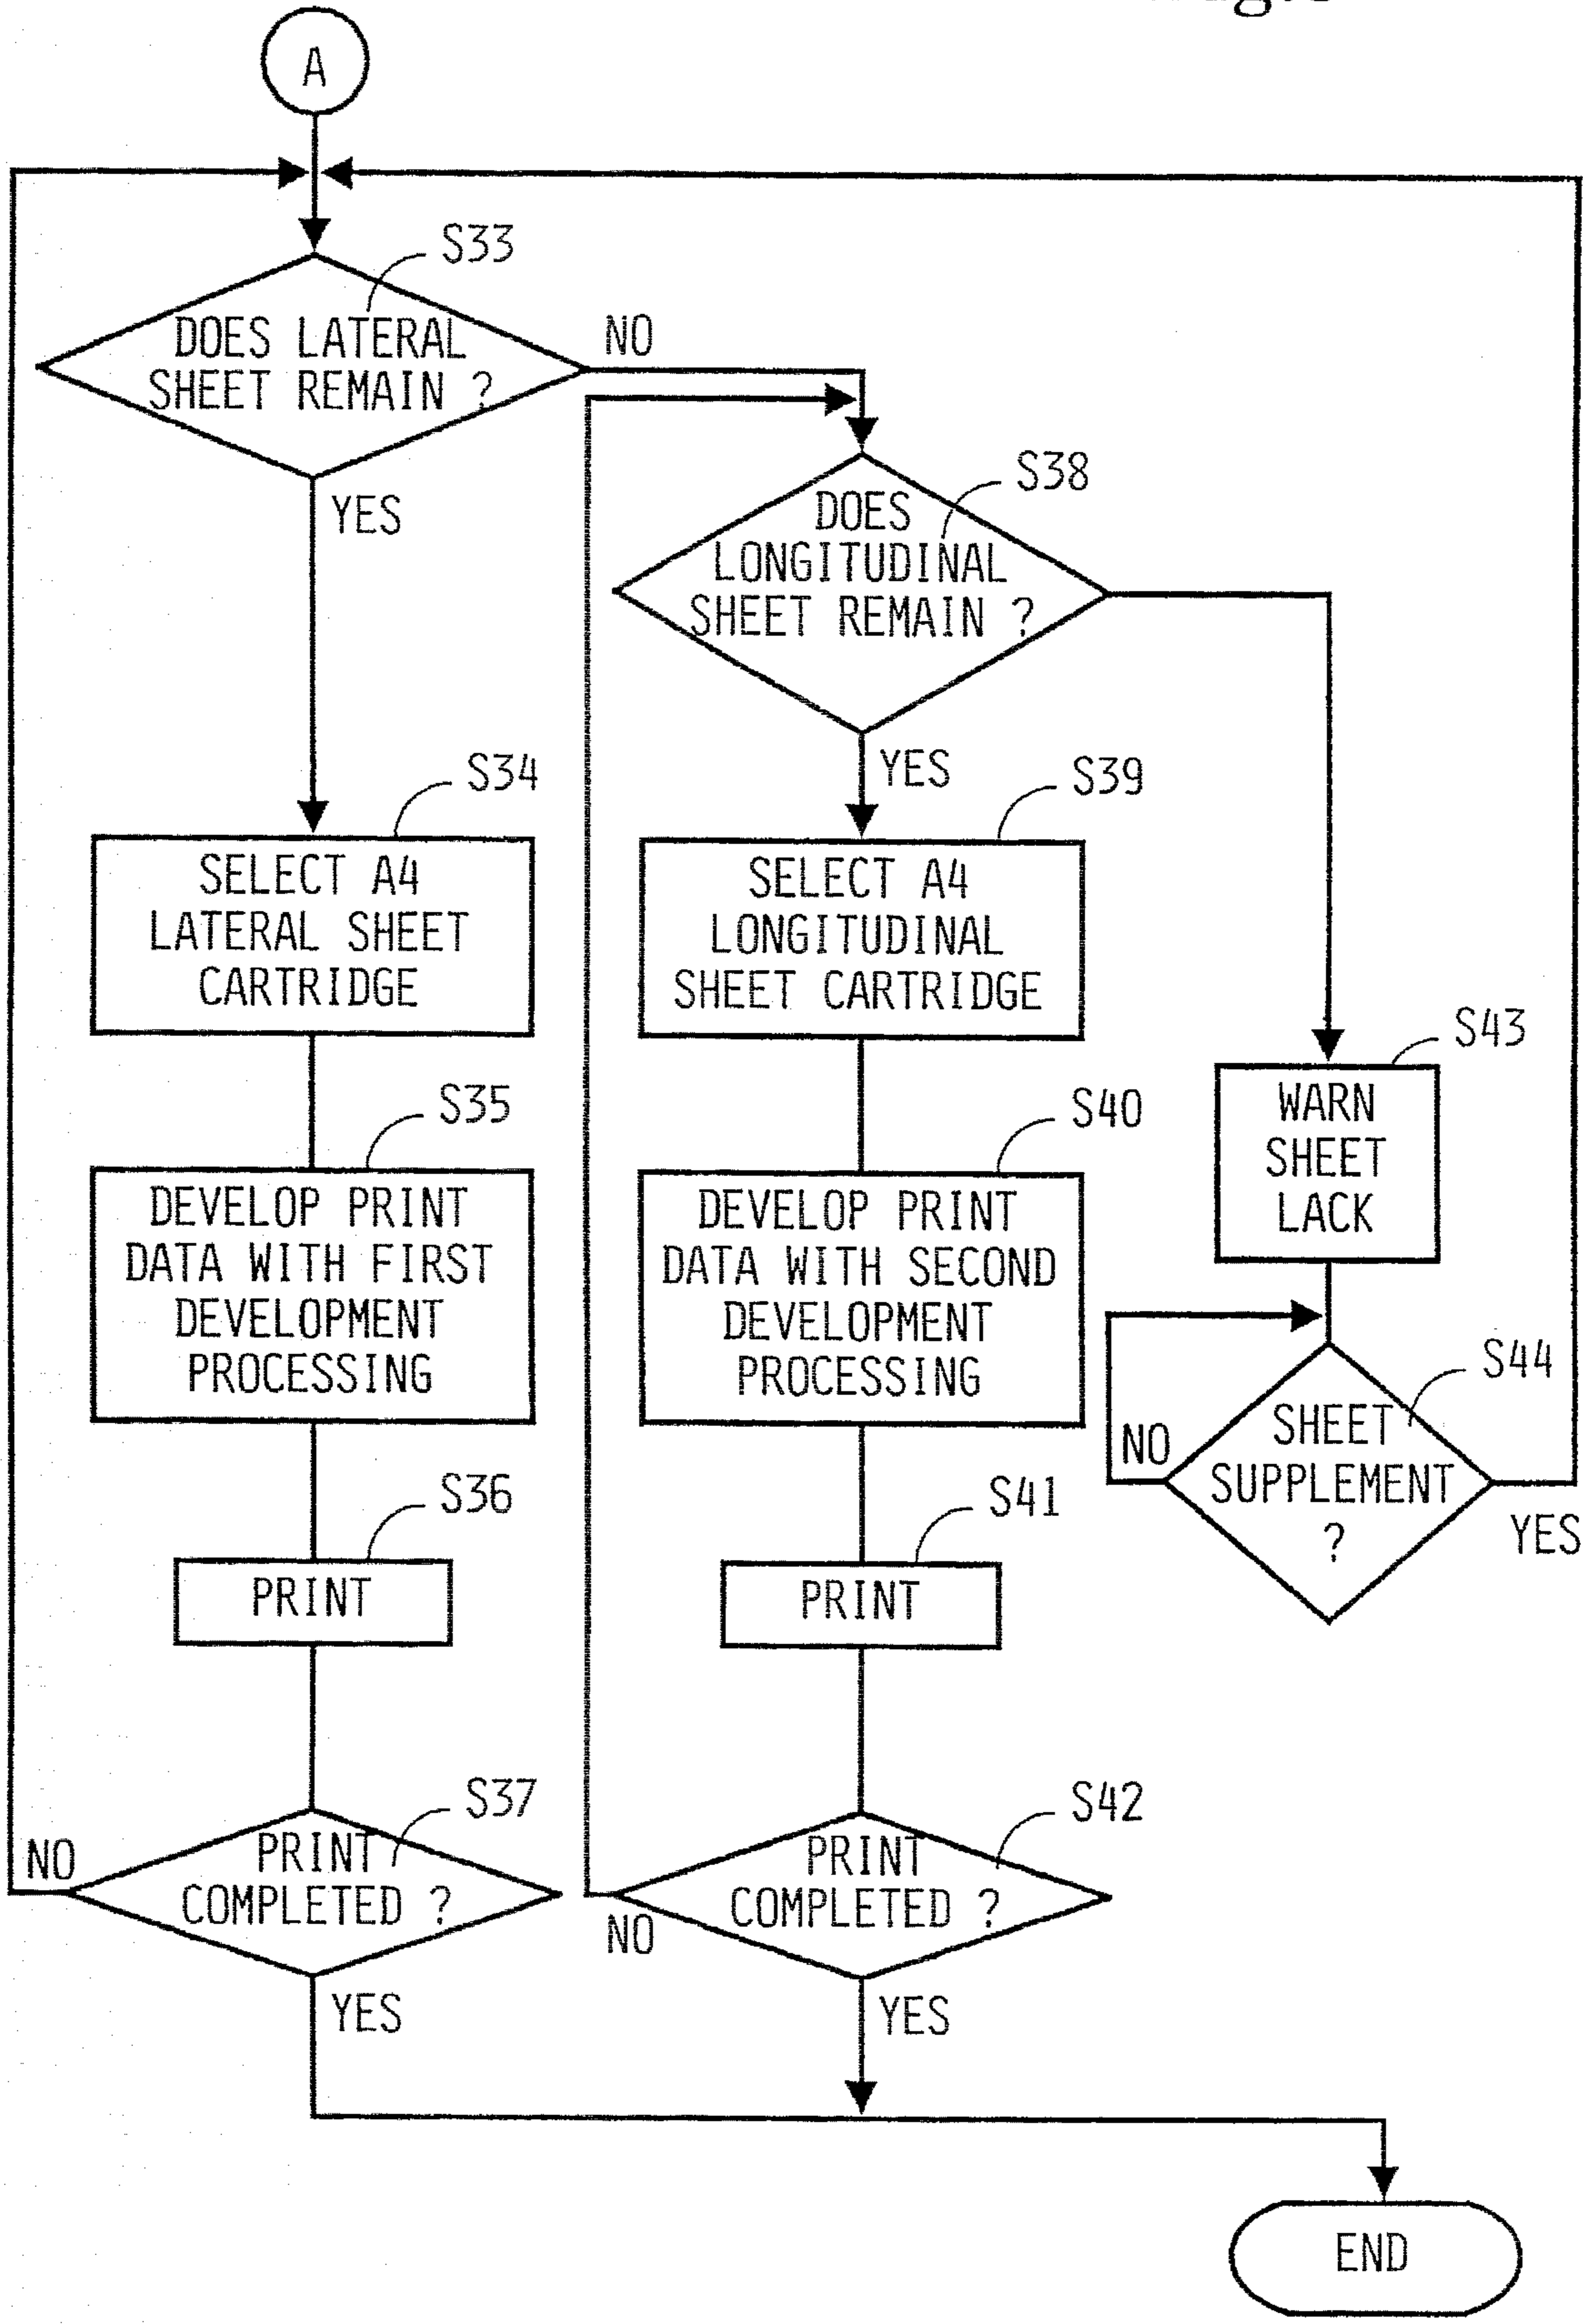 A
S33
DOES LATERAL
SHEET REMAIN ?
NO
YES
S38
DOES
LONGITUDINAL
SHEET REMAIN ?
YES
S34
SELECT A4
LATERAL SHEET
CARTRIDGE
S39
SELECT A4
LONGITUDINAL
SHEET CARTRIDGE
S43
WARN
SHEET
LACK
S35
DEVELOP PRINT
DATA WITH FIRST
DEVELOPMENT
PROCESSING
S40
DEVELOP PRINT
DATA WITH SECOND
DEVELOPMENT
PROCESSING
S44
SHEET
SUPPLEMENT
?
NO
YES
S36
PRINT
S41
PRINT
S37
PRINT
COMPLETED ?
NO
YES
S42
PRINT
COMPLETED ?
NO
YES
END